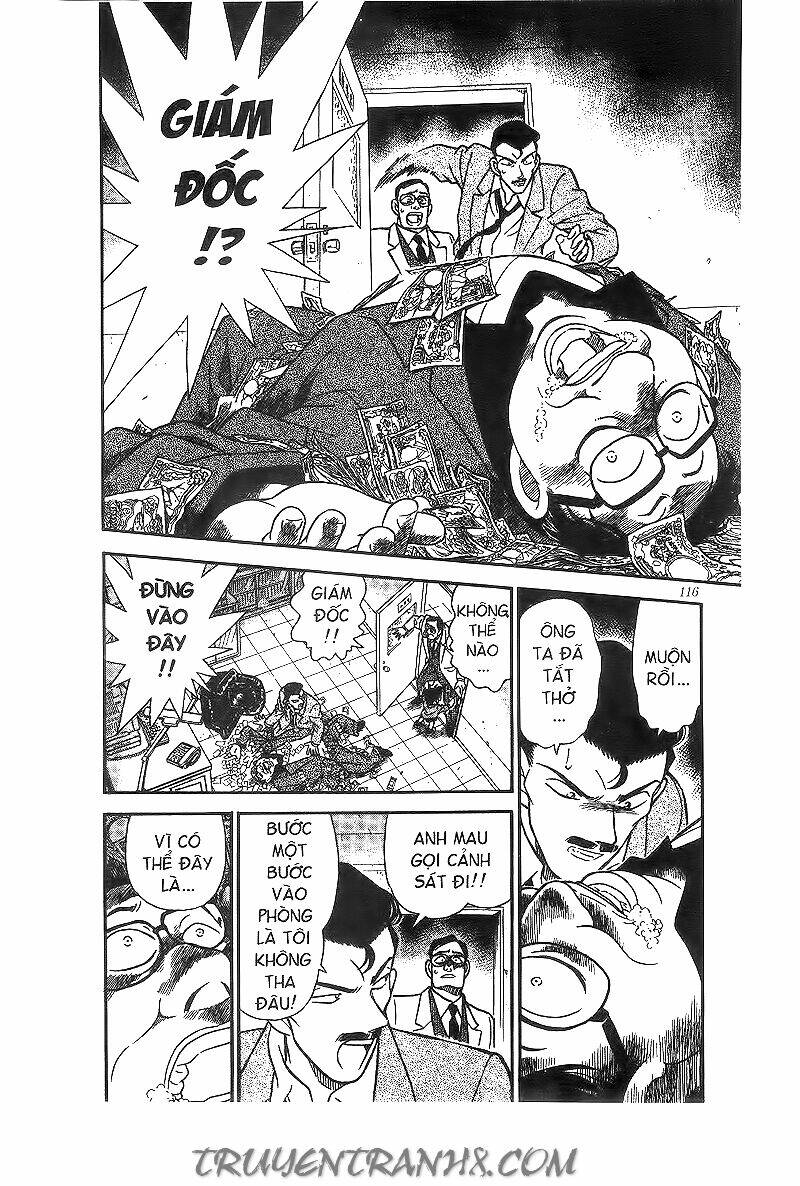 GIÁM
ĐỐC
!?
116
MUỘN
RỒI...
ÔNG
TA ĐÃ
TẮT
THỞ
...
KHÔNG
THỂ
NÀO
...
GIÁM
ĐỐC
!!
ĐỪNG
VÀO
ĐÂY
!!
ANH MAU
GỌI CẢNH
SÁT ĐI!!
BƯỚC
MỘT
BƯỚC
VÀO
PHÒNG
LÀ TÔI
KHÔNG
THA
ĐÂU!
VÌ CÓ
THỂ ĐÂY
LÀ...
TRUYENTRANH8.COM